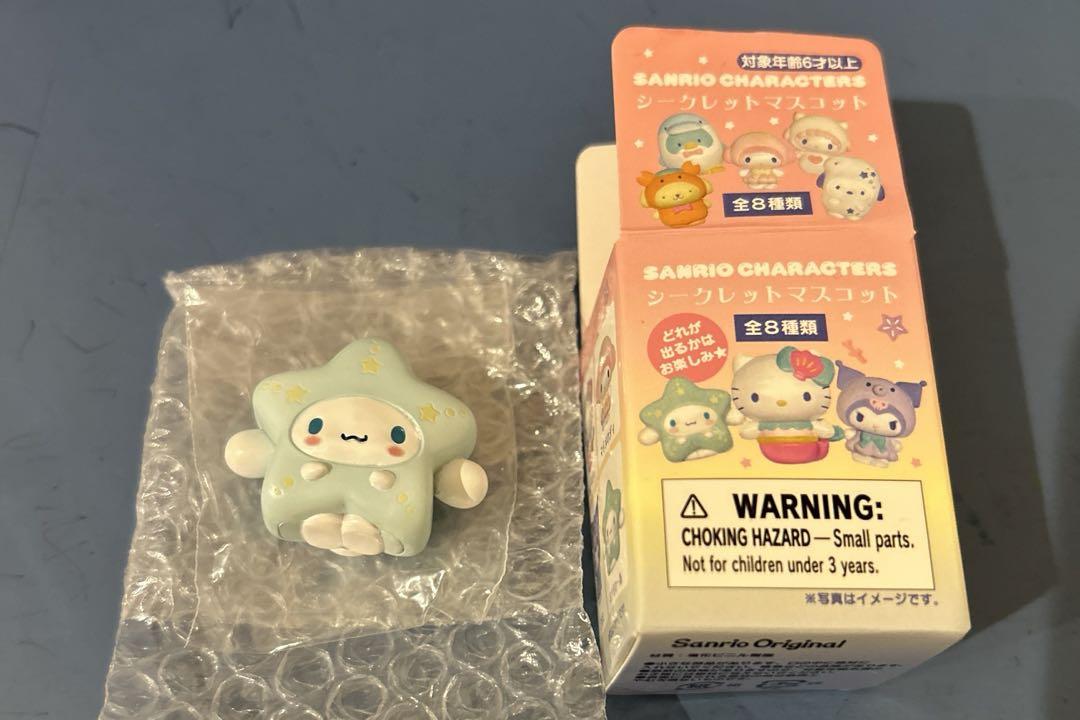 対象年齢6才以上
SANRIO CHARACTERS
シークレットマスコット
全8種類
SANRIO CHARACTERS
シークレットマスコット
どれが
出るかは
お楽しみ★
全8種類
WARNING:
CHOKING HAZARD — Small parts.
Not for children under 3 years.
※写真はイメージです。
Sanrio Original